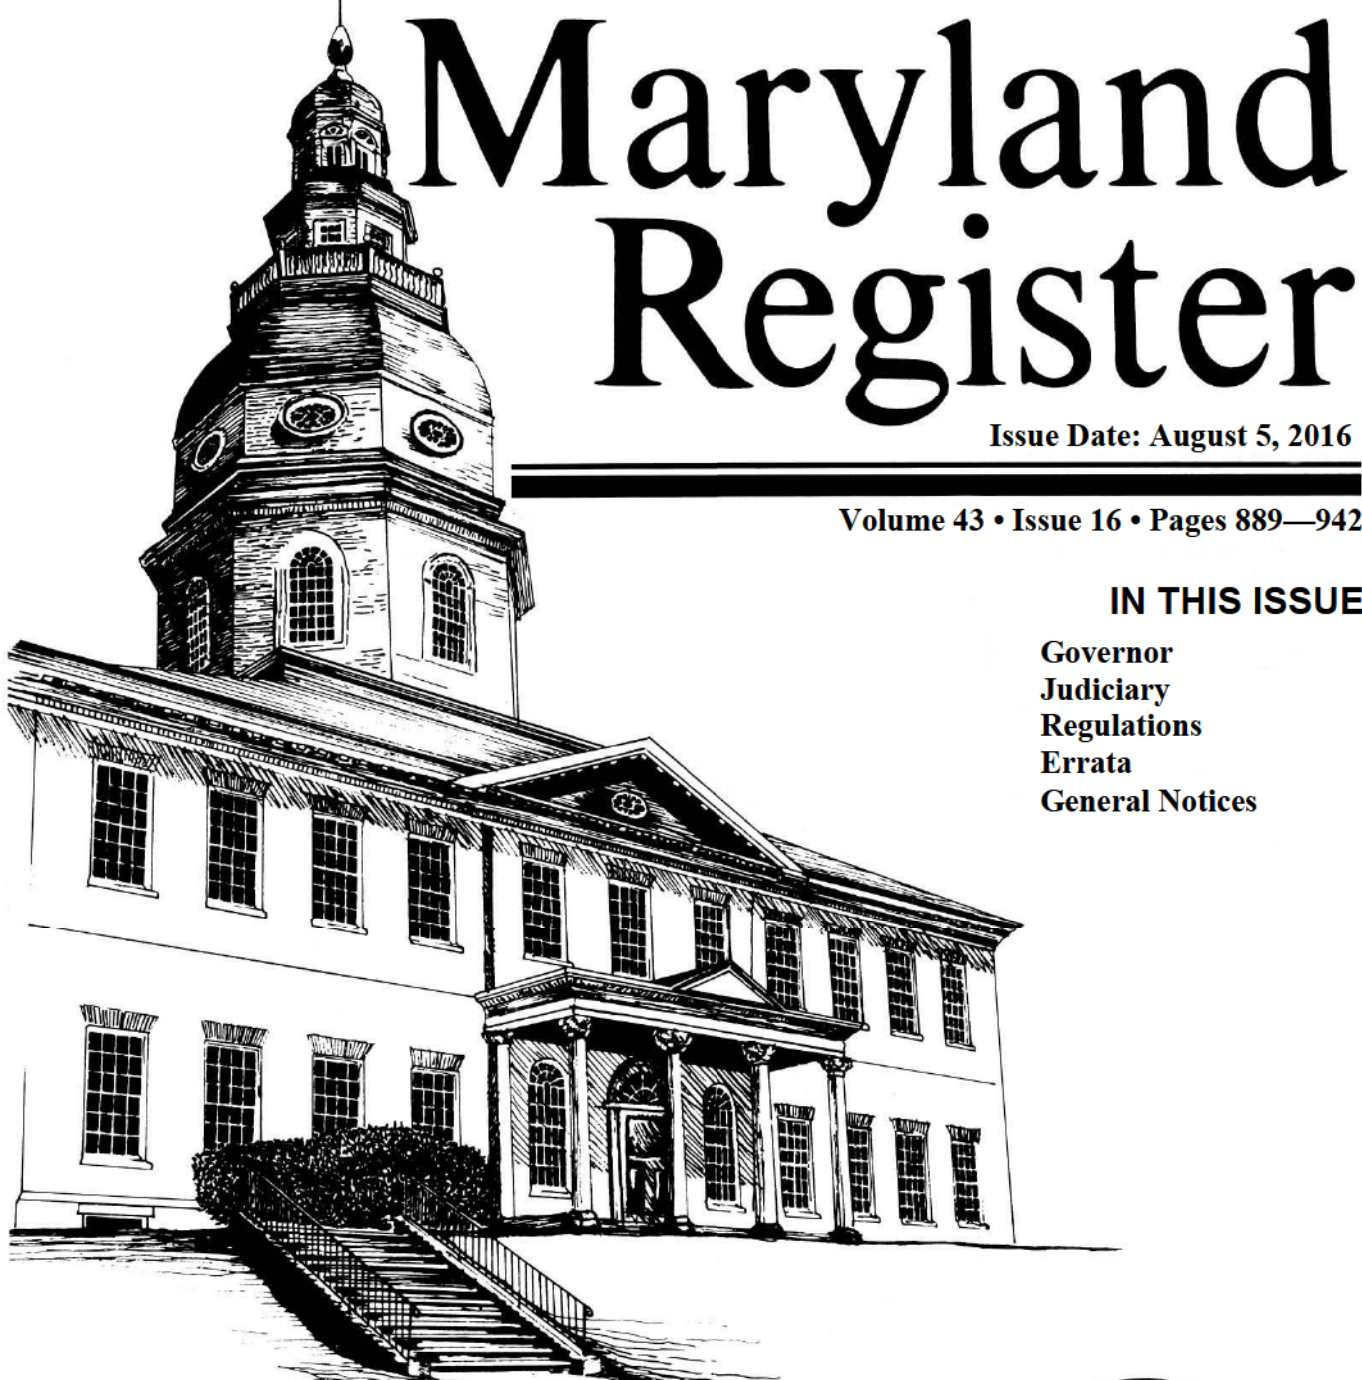 Maryland
Register
Issue Date: August 5, 2016
Volume 43 • Issue 16 • Pages 889—942
IN THIS ISSUE
Governor
Judiciary
Regulations
Errata
General Notices